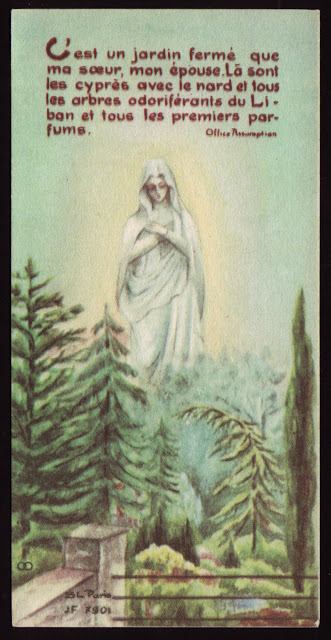 C'est un jardin fermé que
ma sœur, mon épouse. Là sont
les cyprès avec le nard et tous
les arbres odoriférants du Li-
ban et tous les premiers par-
fums.
Office Assomption
BL. Paris
JF 7901